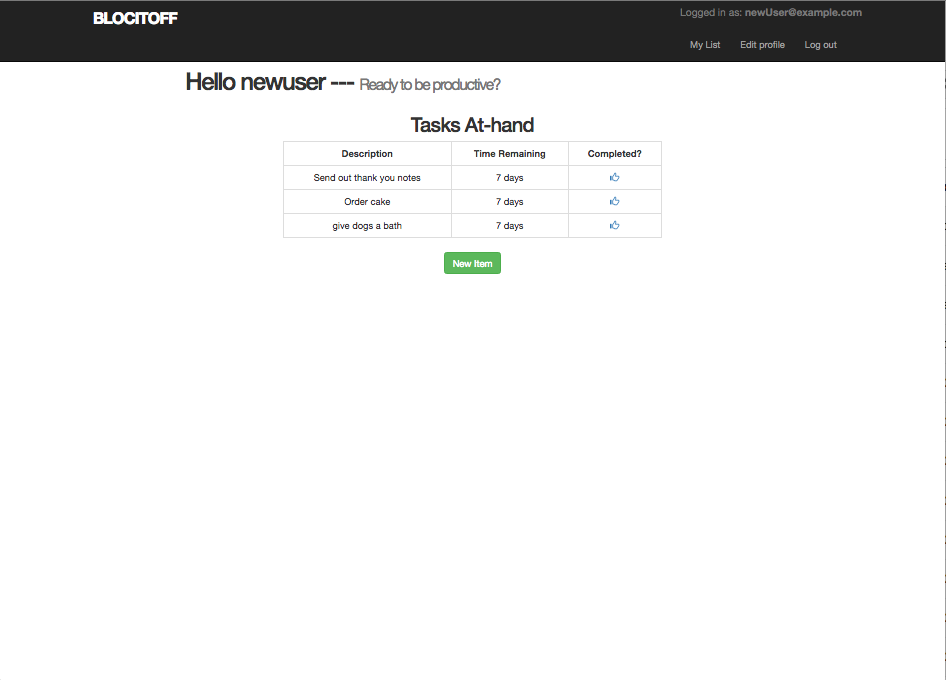 BLOCITOFF
Logged in as: newUser@example.com
My List Edit profile Log out
Hello newuser --- Ready to be productive?
Tasks At-hand
Description Time Remaining Completed?
Send out thank you notes 7 days
Order cake 7 days
give dogs a bath 7 days
New Item